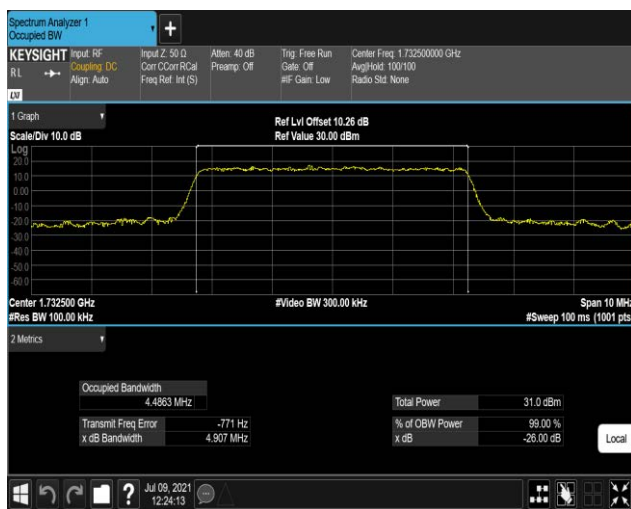 Spectrum Analyzer 1
Occupied BW
KEYSIGHT
RL
LXI
Input: RF
Coupling: DC
Align: Auto
Input Z: 50 Ω
Corr CCorr RCal
Freq Ref: Int (S)
Atten: 40 dB
Preamp: Off
Trig: Free Run
Gate: Off
#IF Gain: Low
Center Freq: 1.732500000 GHz
Avg|Hold: 100/100
Radio Std: None
1 Graph
Scale/Div 10.0 dB
Ref Lvl Offset 10.26 dB
Ref Value 30.00 dBm
Log
20.0
10.0
0.00
-10.0
-20.0
-30.0
-40.0
-50.0
-60.0
Center 1.732500 GHz
#Video BW 300.00 kHz
Span 10 MHz
#Res BW 100.00 kHz
#Sweep 100 ms (1001 pts
2 Metrics
Occupied Bandwidth
4.4863 MHz
Total Power 31.0 dBm
Transmit Freq Error -771 Hz
% of OBW Power 99.00 %
x dB Bandwidth 4.907 MHz
x dB -26.00 dB
Local
?
Jul 09, 2021
12:24:13